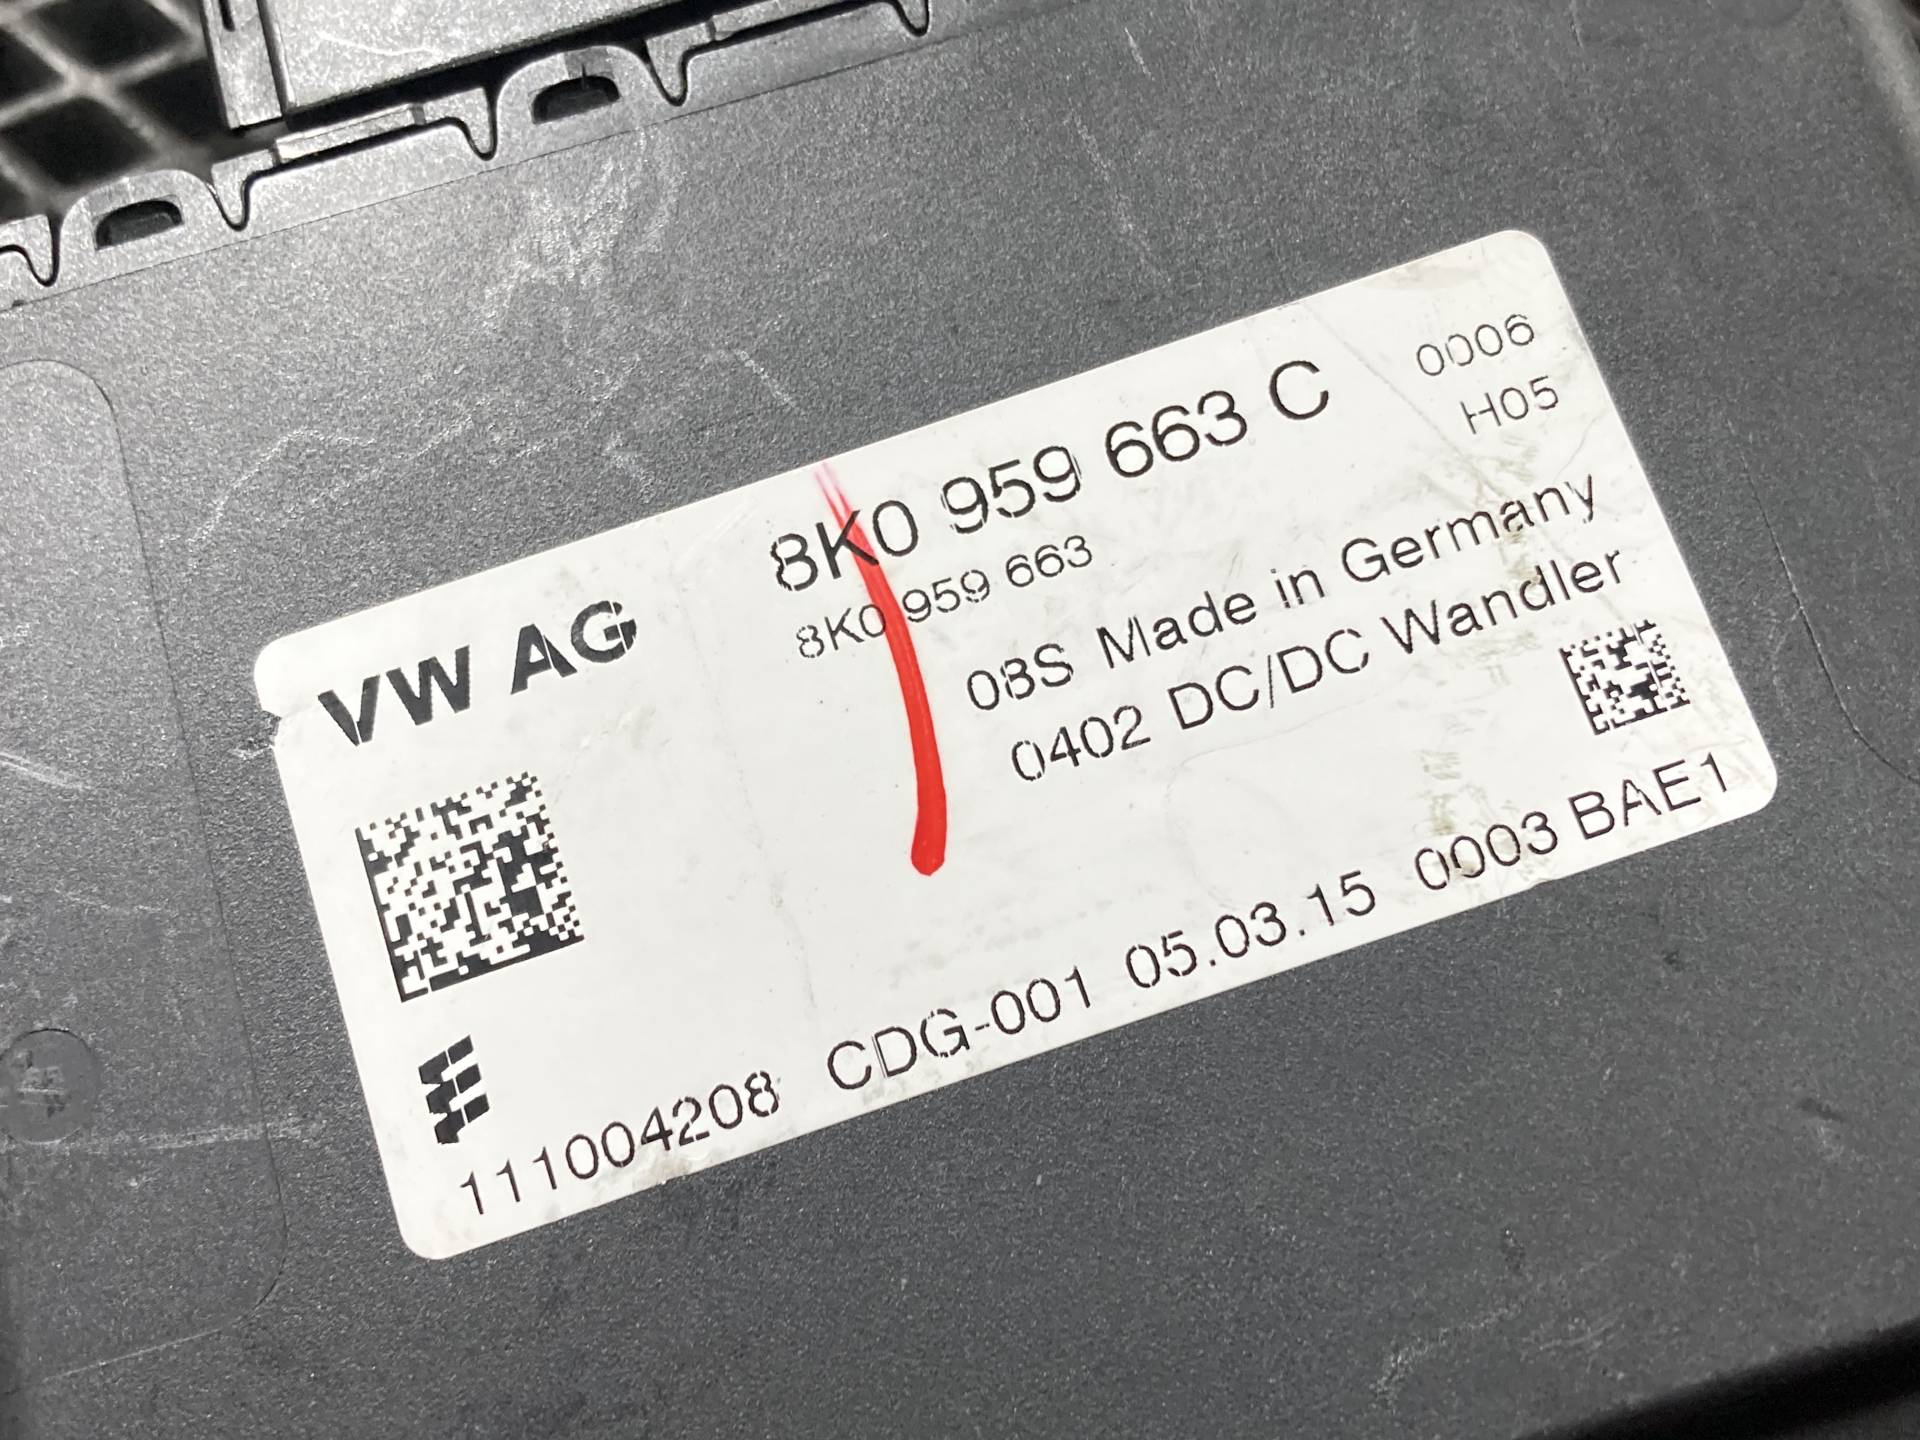 VW AG
8K0 959 663 C
0006
8K0 959 663
H05
08S Made in Germany
0402 DC/DC Wandler
111004208 CDG-001 05.03.15 0003 BAE1